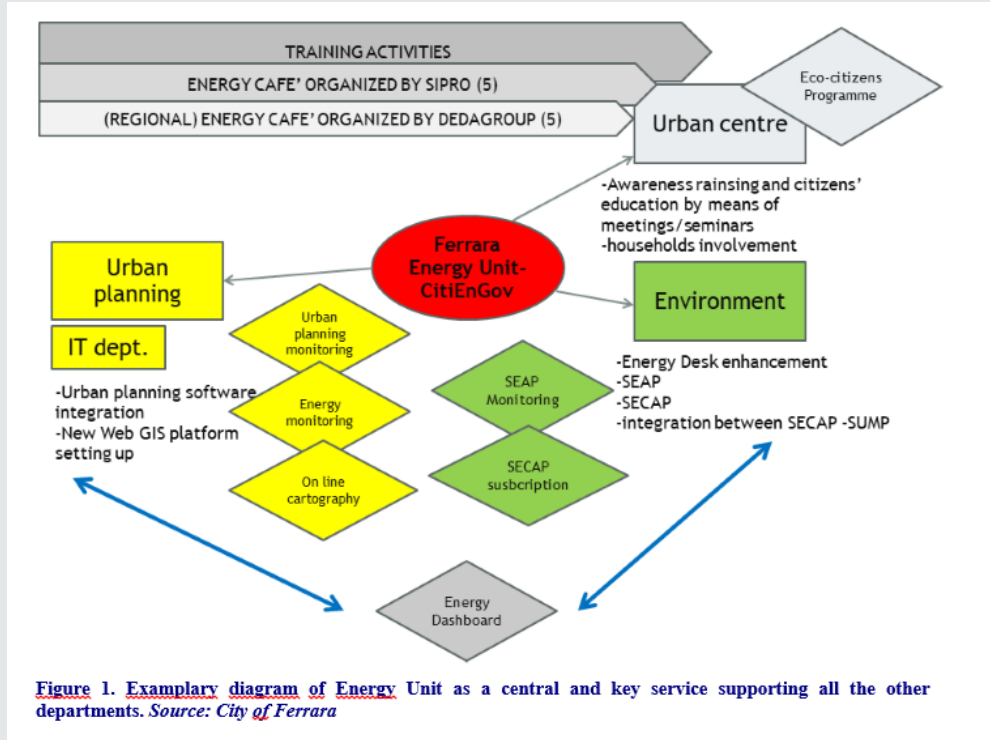 TRAINING ACTIVITIES
ENERGY CAFE' ORGANIZED BY SIPRO (5)
(REGIONAL) ENERGY CAFE' ORGANIZED BY DEDAGROUP (5)
Eco-citizens
Programme
Urban centre
-Awareness rainsing and citizens'
education by means of
meetings/seminars
-households involvement
Ferrara
Energy Unit-
CitiEnGov
Urban
planning
IT dept.
-Urban planning software
integration
-New Web GIS platform
setting up
Urban
planning
monitoring
Energy
monitoring
On line
cartography
SEAP
Monitoring
SECAP
susbcription
Environment
-Energy Desk enhancement
-SEAP
-SECAP
-integration between SECAP -SUMP
Energy
Dashboard
Figure 1. Examplary diagram of Energy Unit as a central and key service supporting all the other
departments. Source: City of Ferrara